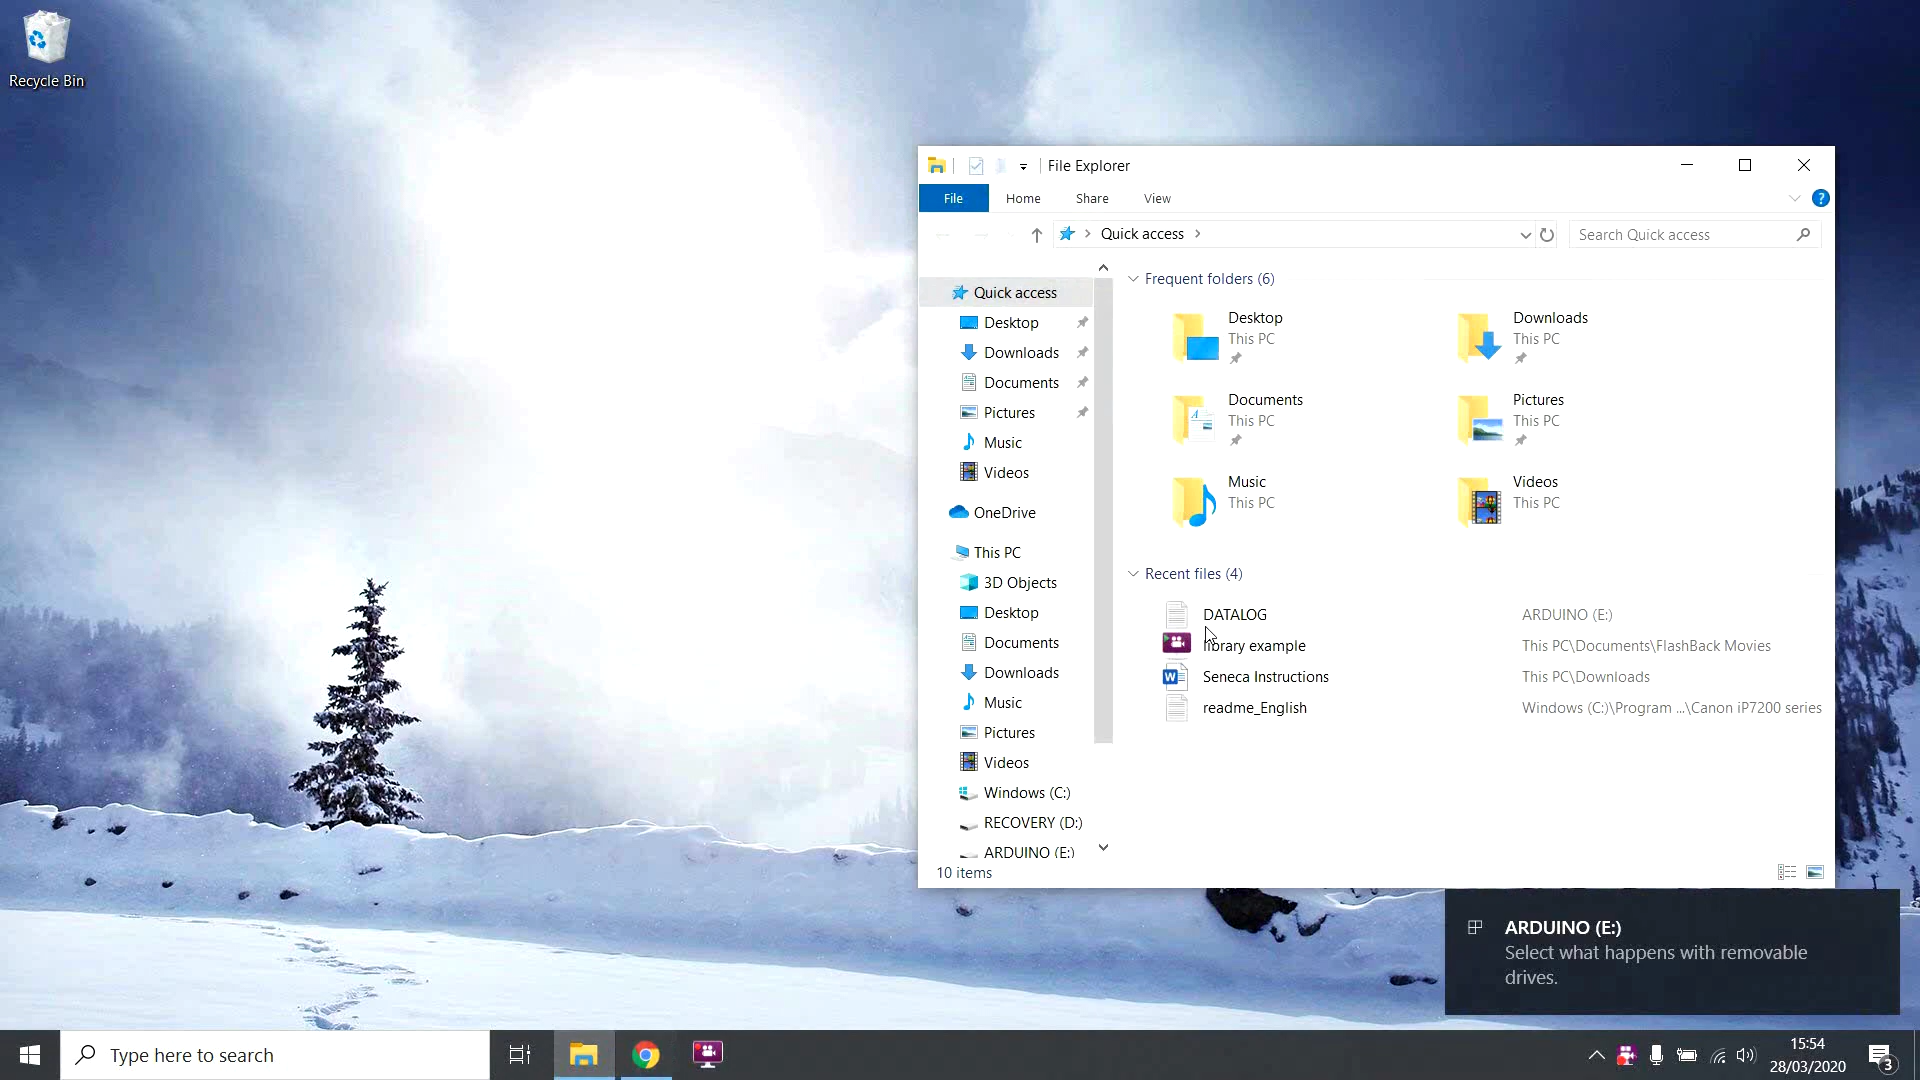 Recycle Bin
File Explorer
File Home Share View
Quick access
Search Quick access
Quick access
Desktop
Downloads
Documents
Pictures
Music
Videos
OneDrive
This PC
3D Objects
Desktop
Documents
Downloads
Music
Pictures
Videos
Windows (C:)
RECOVERY (D:)
ARDUINO (E:)
Frequent folders (6)
Desktop
This PC
Downloads
This PC
Documents
This PC
Pictures
This PC
Music
This PC
Videos
This PC
Recent files (4)
DATALOG ARDUINO (E:)
library example This PC\Documents\FlashBack Movies
Seneca Instructions This PC\Downloads
readme_English Windows (C:)\Program ...\Canon iP7200 series
10 items
ARDUINO (E:)
Select what happens with removable
drives.
Type here to search
15:54
28/03/2020
3